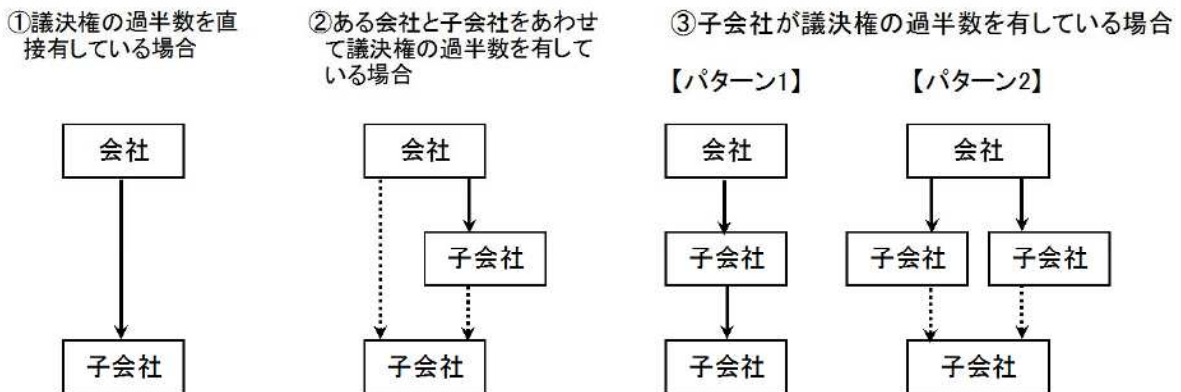 ①議決権の過半数を直
接有している場合
②ある会社と子会社をあわせ
て議決権の過半数を有して
いる場合
③子会社が議決権の過半数を有している場合
【パターン1】
【パターン2】
会社
会社
会社
会社
子会社
子会社
子会社
子会社
子会社
子会社
子会社
子会社